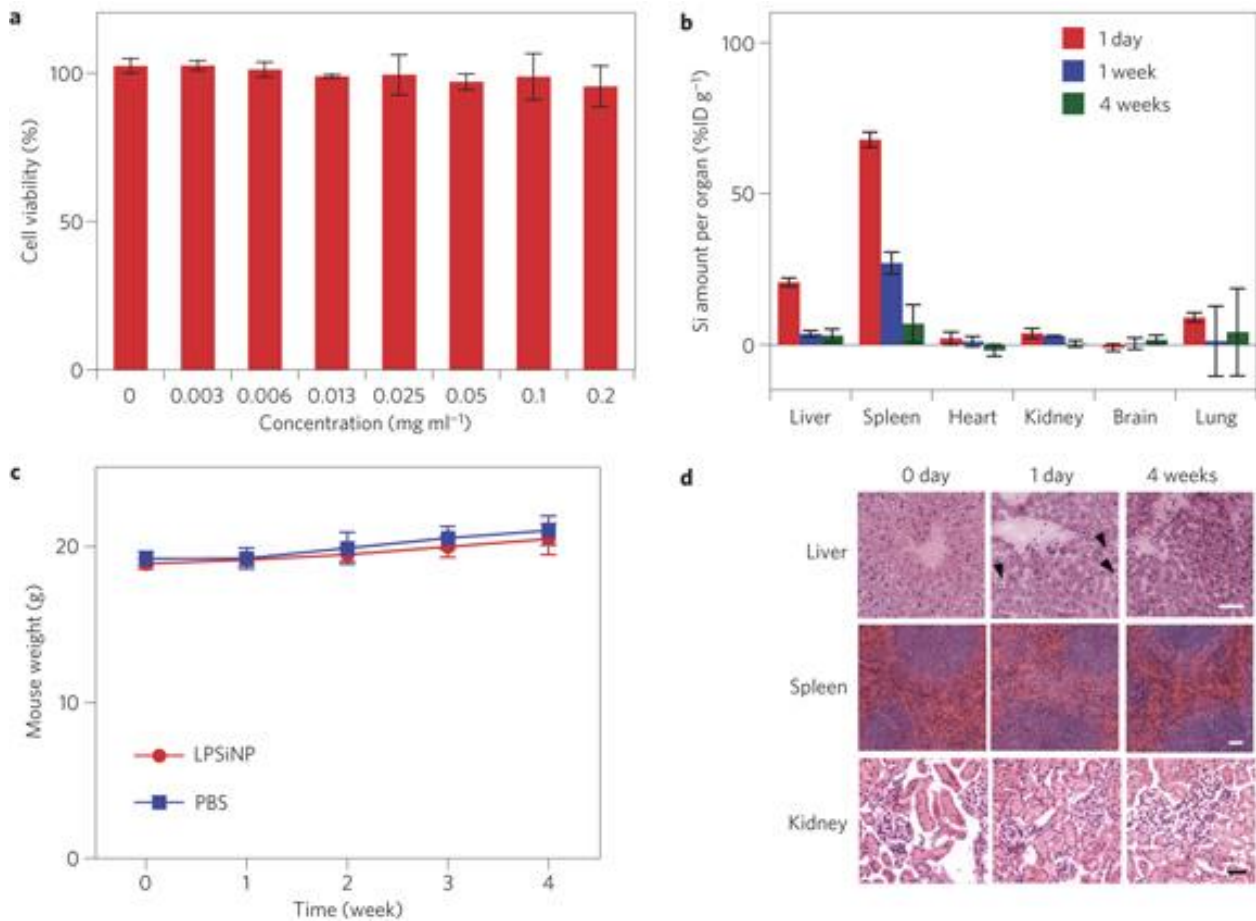 a
Cell viability (%)
100
50
0
0 0.003 0.006 0.013 0.025 0.05 0.1 0.2
Concentration (mg ml⁻¹)
b
Si amount per organ (%ID g⁻¹)
100
50
0
1 day
1 week
4 weeks
Liver Spleen Heart Kidney Brain Lung
c
Mouse weight (g)
20
10
0
LPSiNP
PBS
0 1 2 3 4
Time (week)
d
0 day 1 day 4 weeks
Liver
Spleen
Kidney